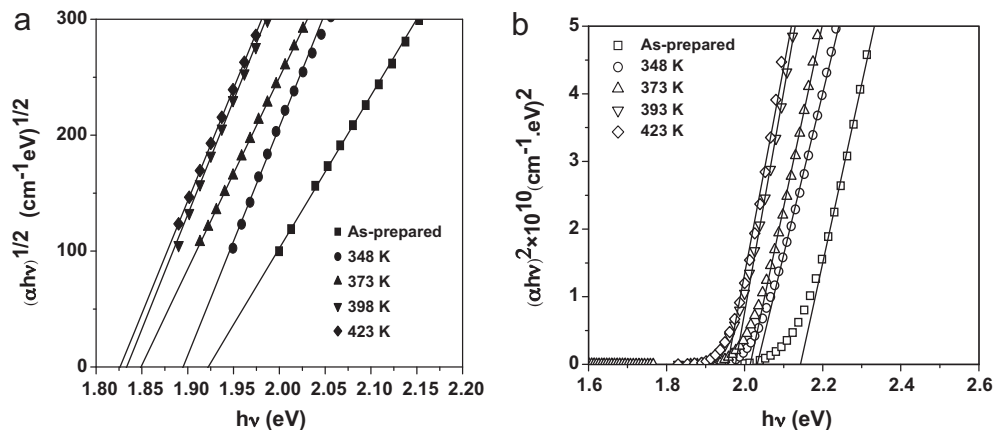 a
300
200
100
0
1.80 1.85 1.90 1.95 2.00 2.05 2.10 2.15 2.20
hν (eV)
(αhν)1/2 (cm-1eV)1/2
As-prepared
348 K
373 K
398 K
423 K
b
5
4
3
2
1
0
1.6 1.8 2.0 2.2 2.4 2.6
hν (eV)
(αhν)2×1010(cm-1.eV)2
As-prepared
348 K
373 K
393 K
423 K